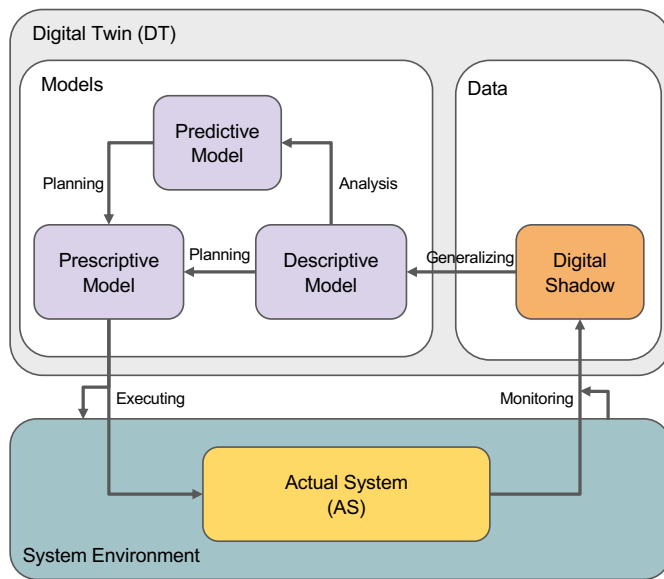 Digital Twin (DT)
Models
Data
Predictive
Model
Planning
Analysis
Prescriptive
Model
Planning
Descriptive
Model
Generalizing
Digital
Shadow
Executing
Monitoring
Actual System
(AS)
System Environment